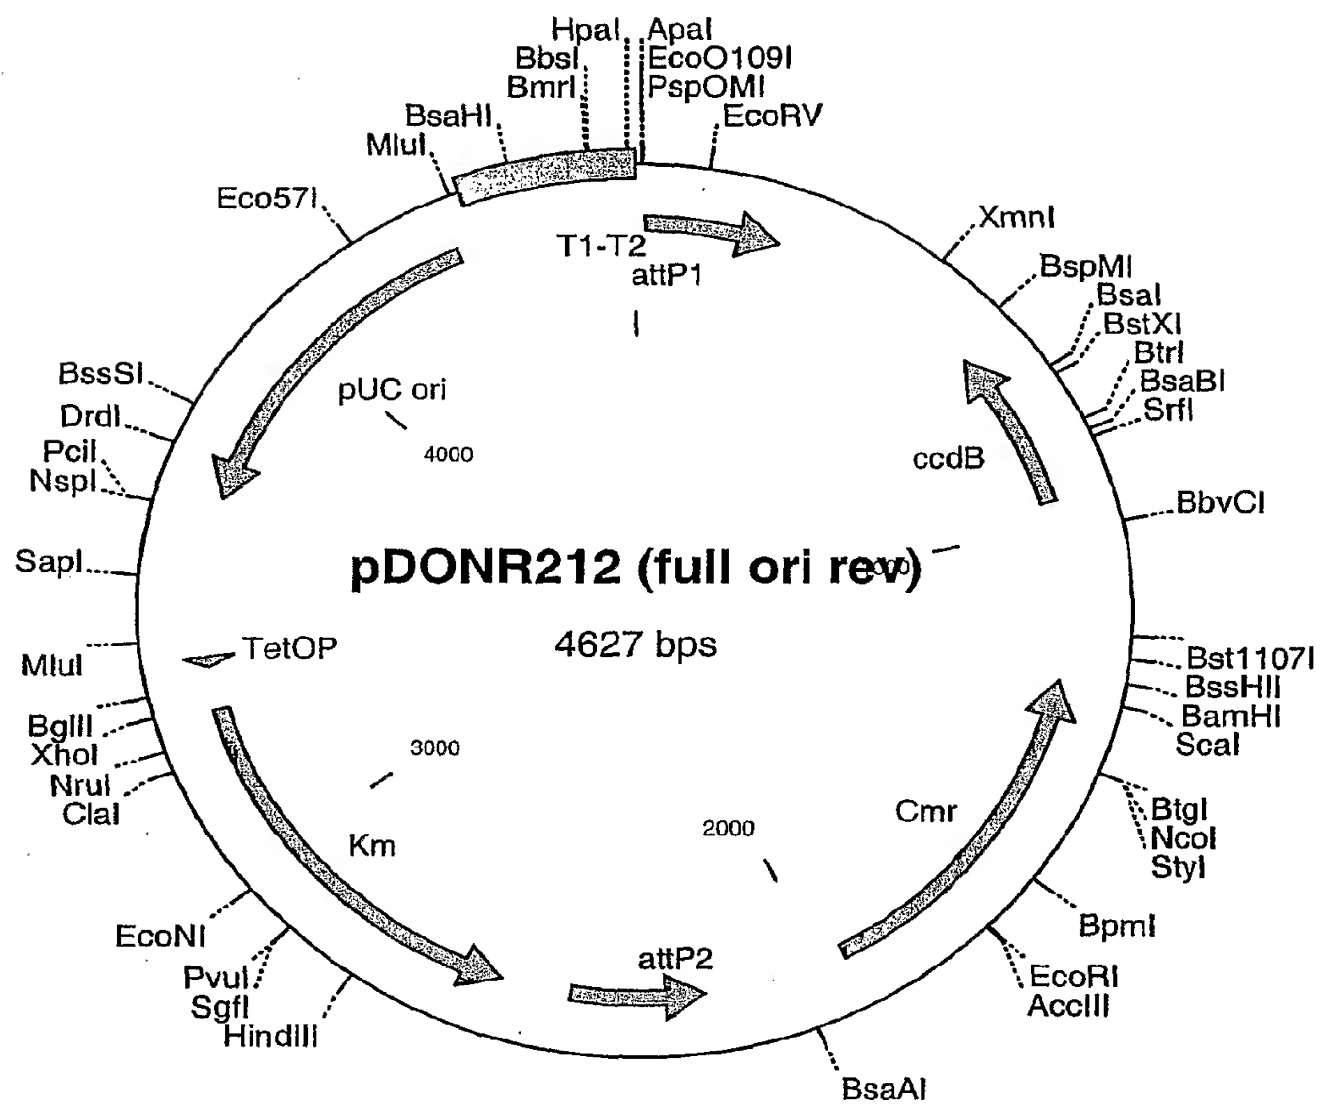 HpaI ApaI
BbsI EcoO109I
BmrI PspOMI
BsaHI EcoRV
MluI
Eco57I
XmnI
T1-T2
attP1
BspMI
BsaI
BstXI
BtrI
BssSI
BsaBI
pUC ori
DrdI
SrfI
PciI
4000
ccdB
NspI
BbvCI
SapI
pDONR212 (full ori rev)
TetOP
4627 bps
MluI
Bst1107I
BssHII
BglII
BamHI
XhoI
3000
ScaI
NruI
ClaI
Cmr
BtgI
2000
NcoI
Km
StyI
EcoNI
BpmI
attP2
PvuI
EcoRI
SgfI
AccIII
HindIII
BsaAI